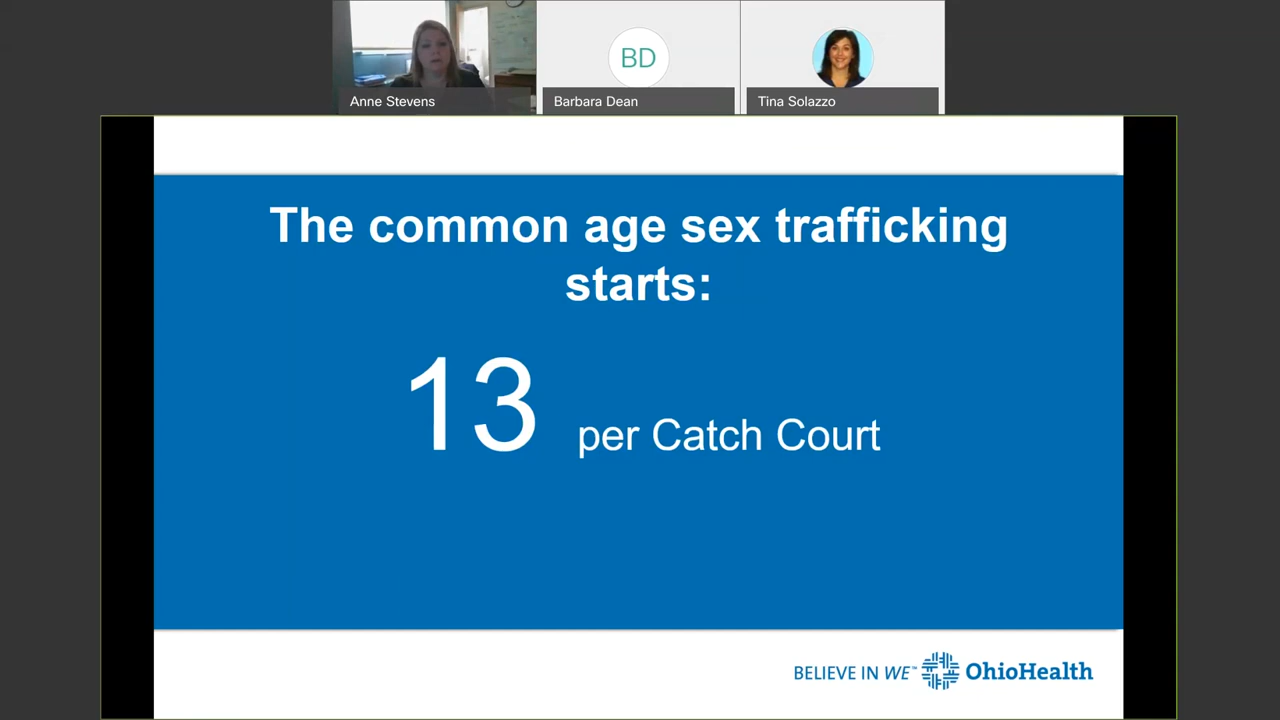 BD
Anne Stevens
Barbara Dean
Tina Solazzo
The common age sex trafficking
starts:
13 per Catch Court
BELIEVE IN WE™ OhioHealth